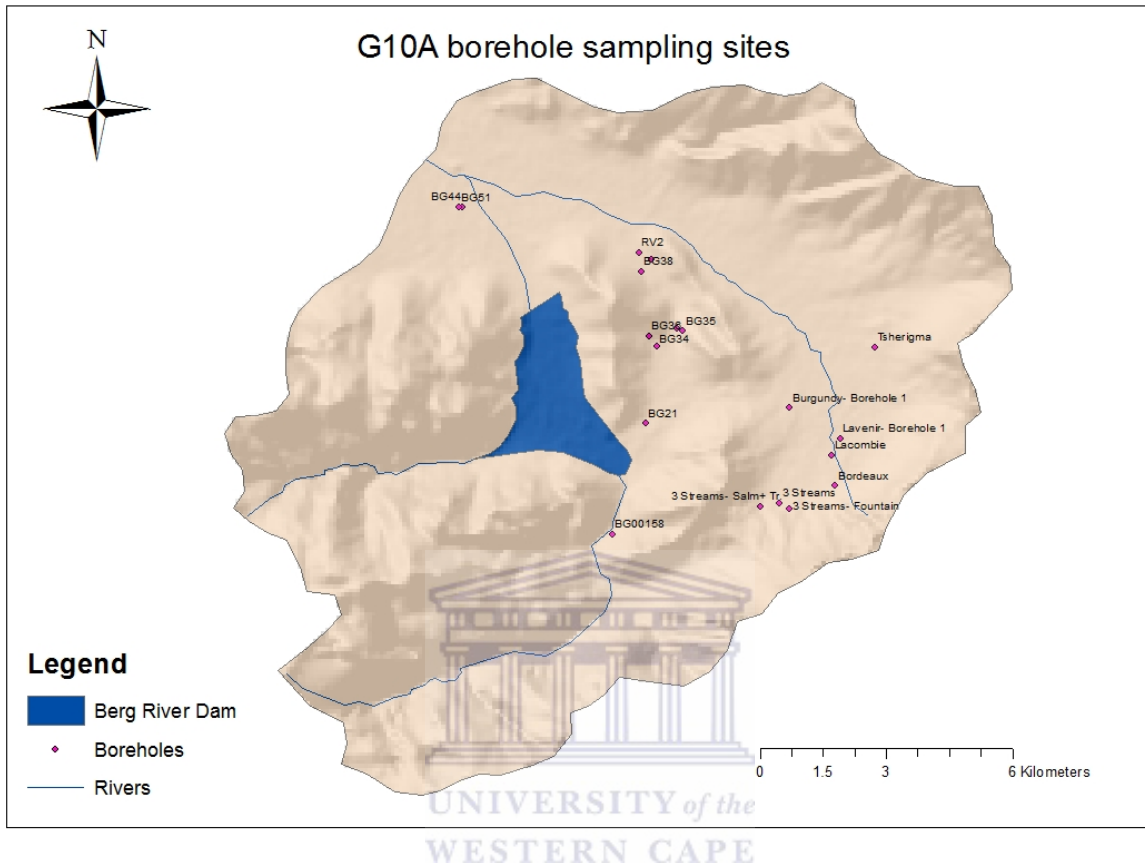 N
G10A borehole sampling sites
BG44 BG51
RV2
BG38
BG36 BG35
BG34
Tsherigma
Burgundy- Borehole 1
BG21
Lavenir- Borehole 1
Lacombie
Bordeaux
3 Streams- Salm+ Tr 3 Streams
3 Streams- Fountain
BG00158
Legend
Berg River Dam
Boreholes
Rivers
0 1.5 3 6 Kilometers
UNIVERSITY of the
WESTERN CAPE